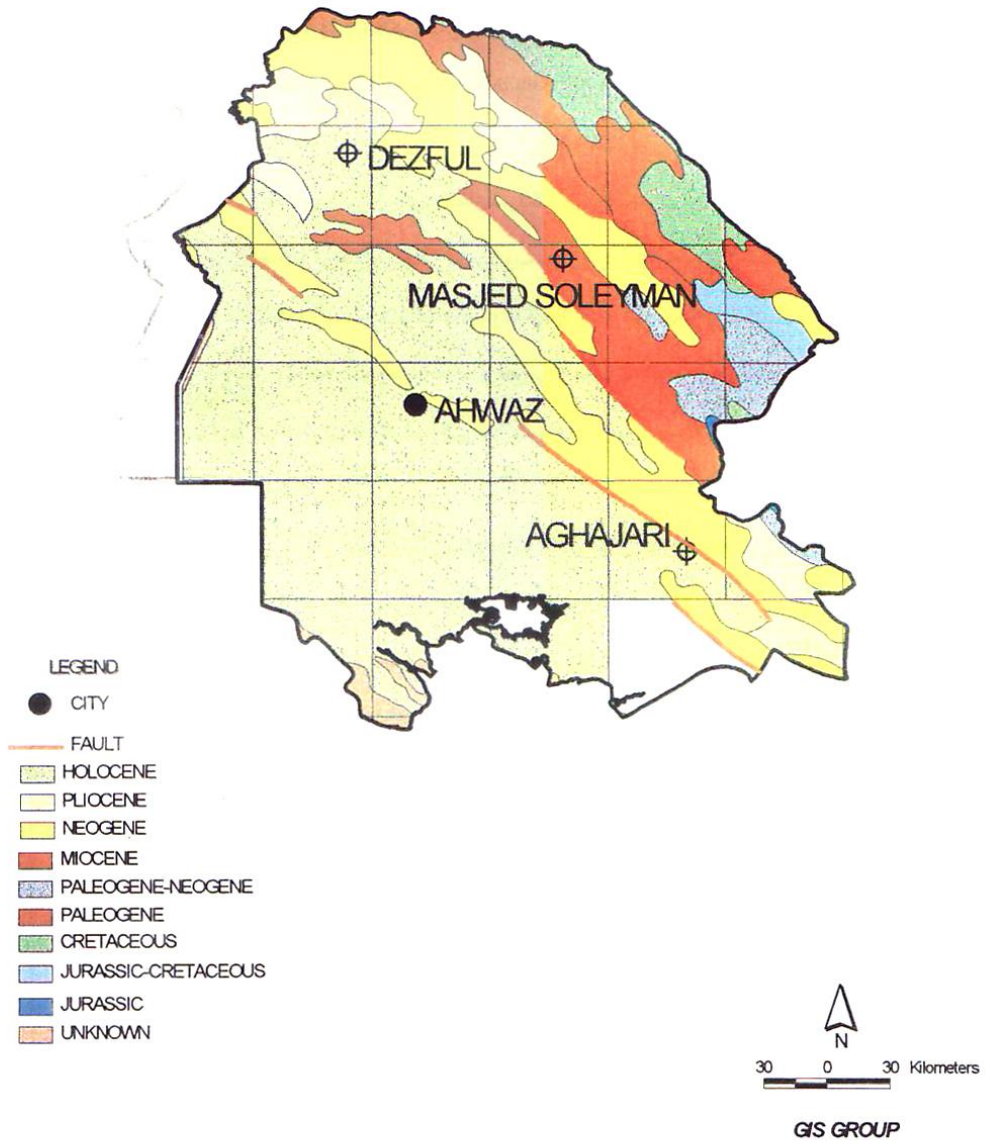 DEZFUL
MASJED SOLEYMAN
AHWAZ
AGHAJARI
LEGEND
CITY
FAULT
HOLOCENE
PLIOCENE
NEOGENE
MIOCENE
PALEOGENE-NEOGENE
PALEOGENE
CRETACEOUS
JURASSIC-CRETACEOUS
JURASSIC
UNKNOWN
N
30 0 30 Kilometers
GIS GROUP